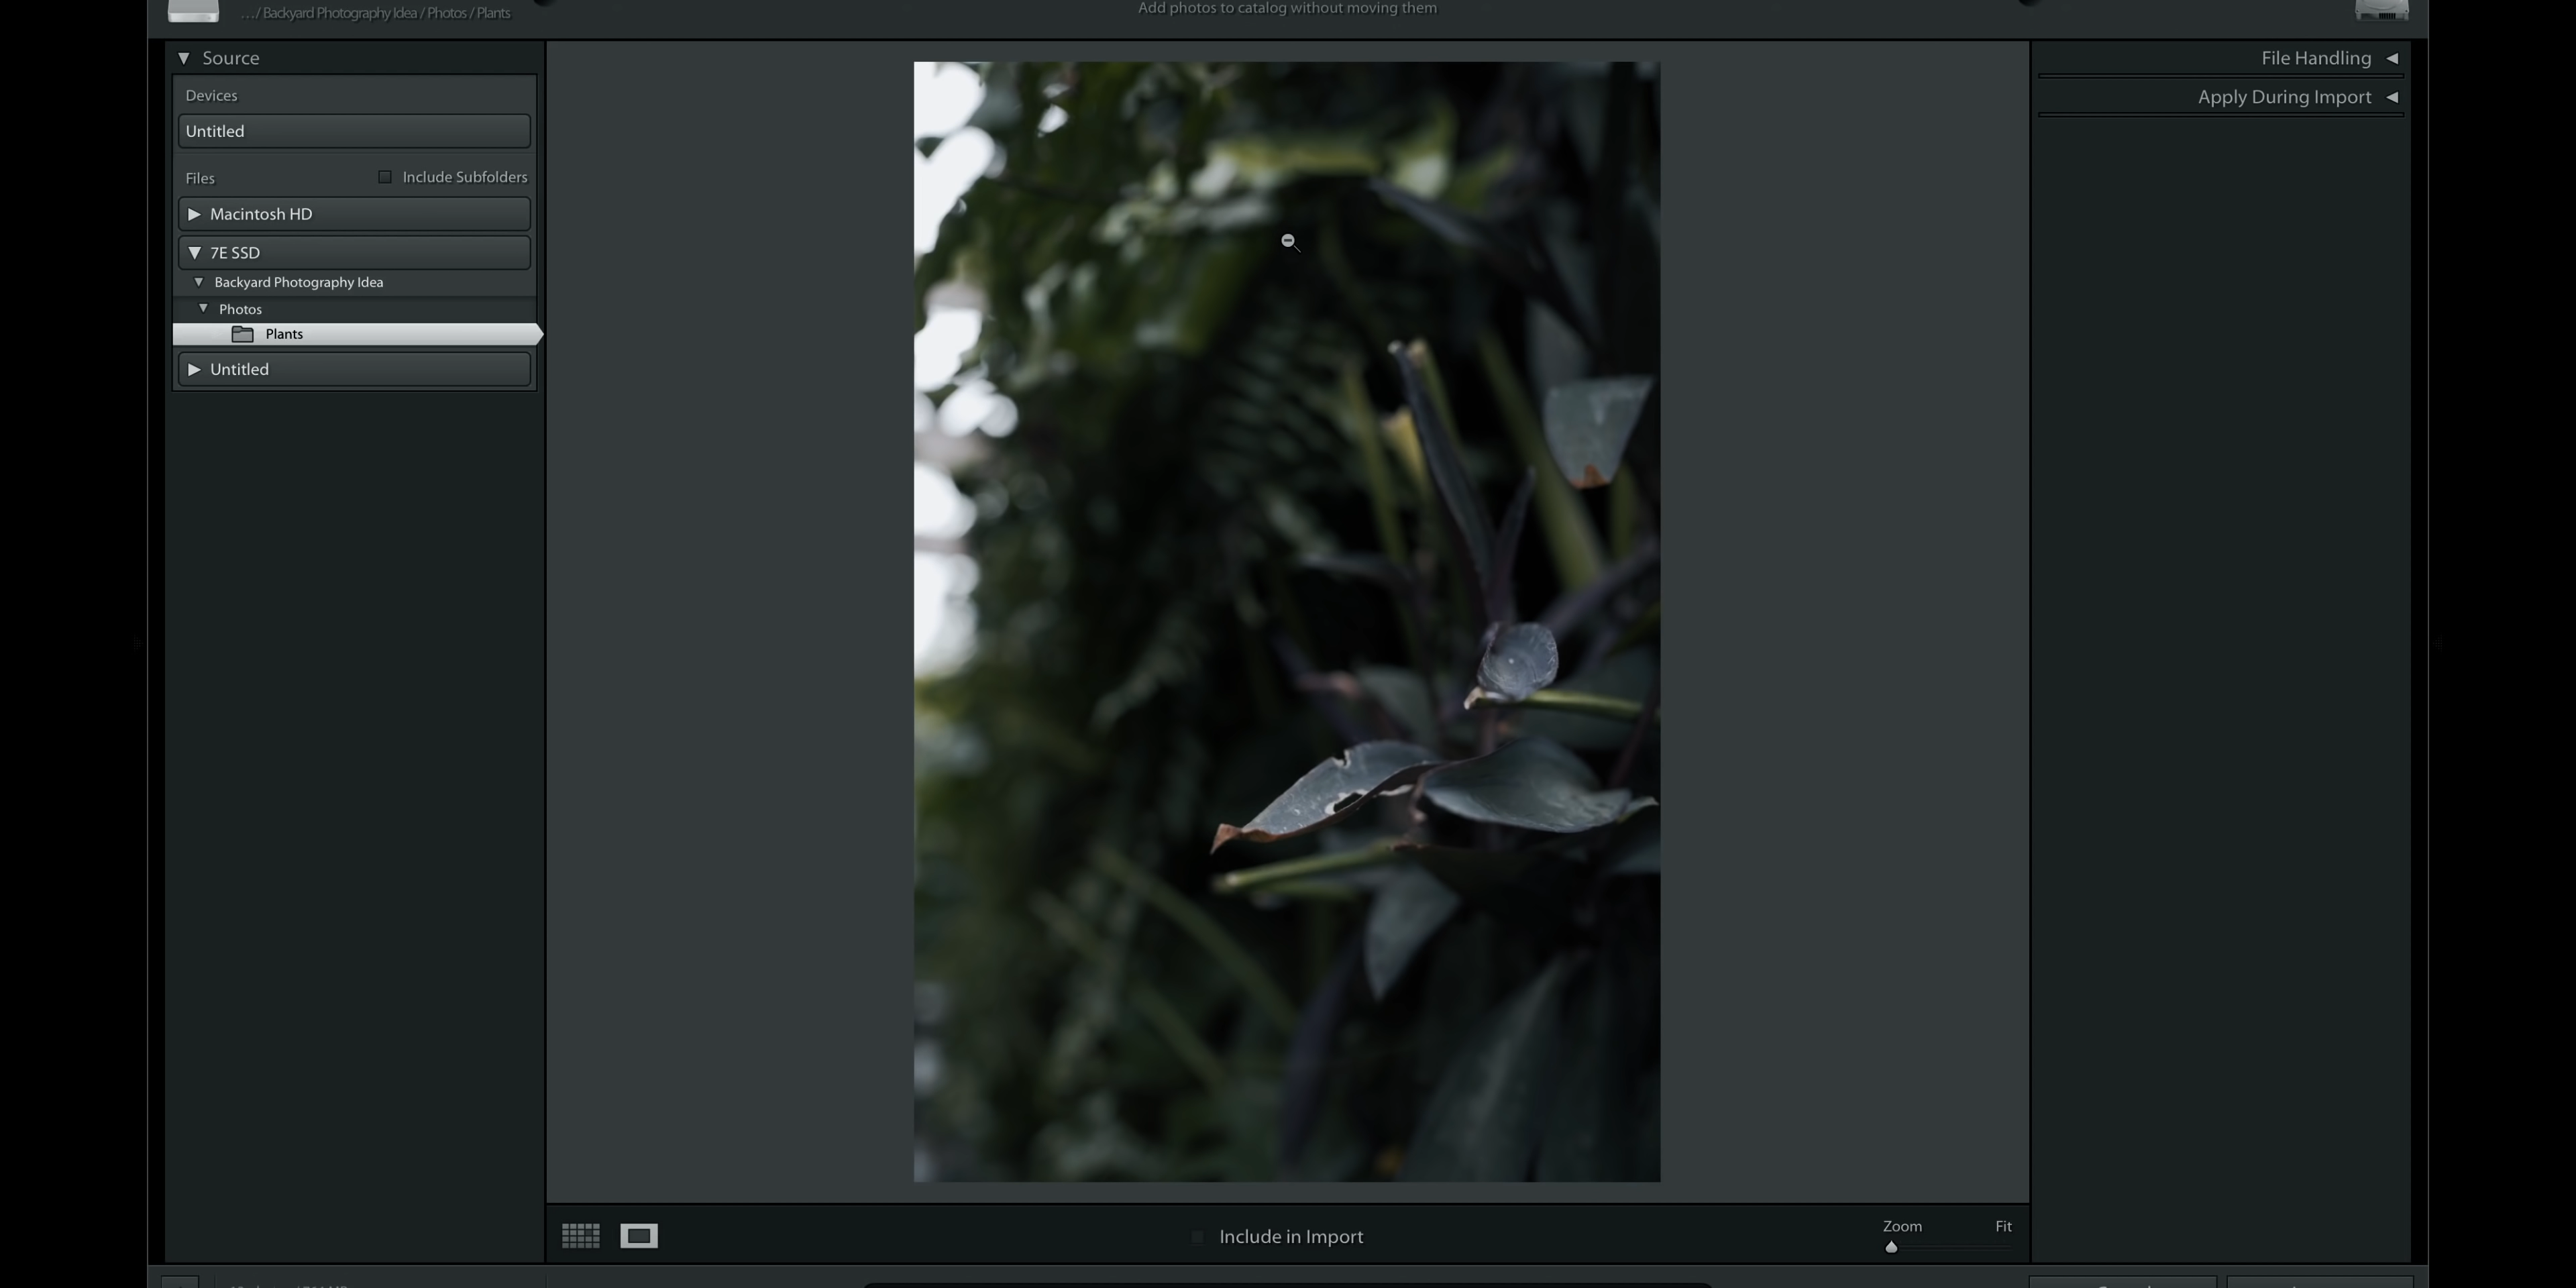 …/ Backyard Photography Idea / Photos / Plants
Add photos to catalog without moving them
Source
File Handling
Devices
Apply During Import
Untitled
Files
Include Subfolders
Macintosh HD
7E SSD
Backyard Photography Idea
Photos
Plants
Untitled
Include in Import
Zoom
Fit